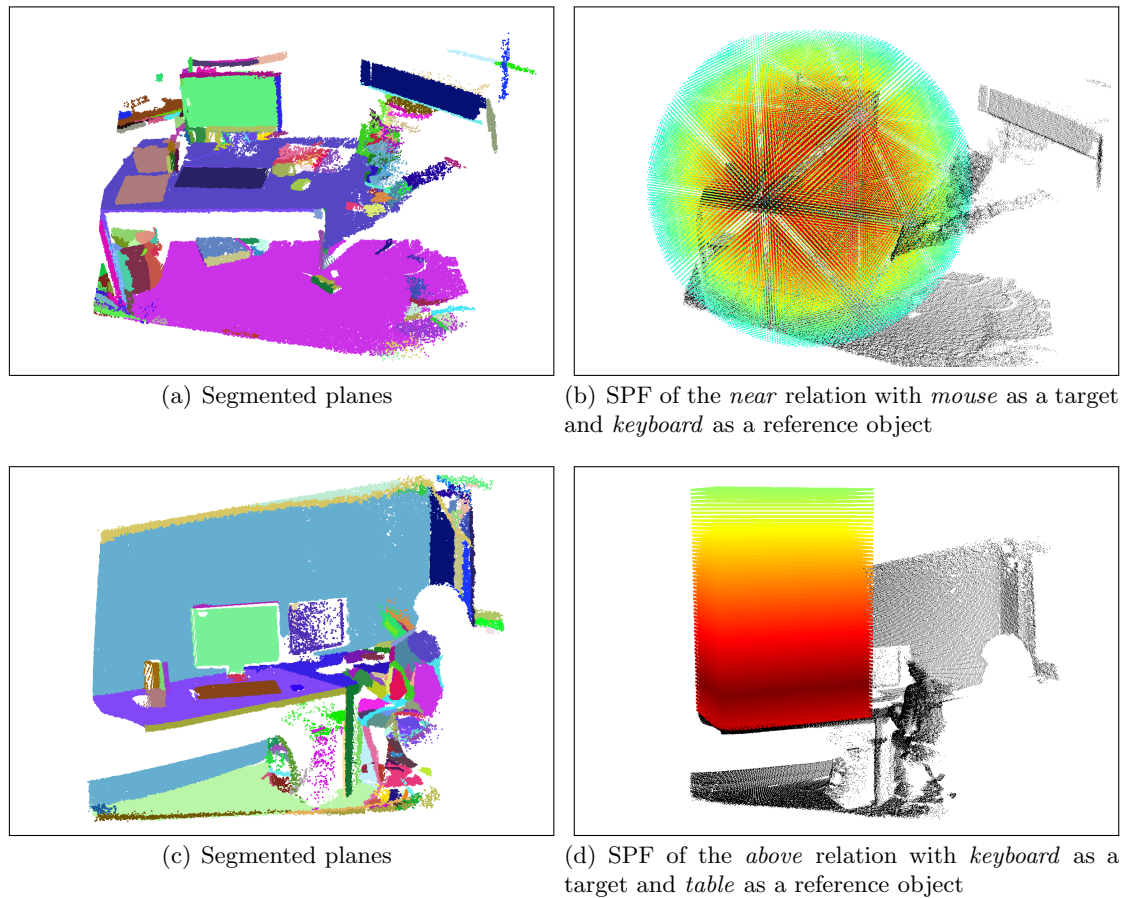 (a) Segmented planes
(b) SPF of the near relation with mouse as a target
and keyboard as a reference object
(c) Segmented planes
(d) SPF of the above relation with keyboard as a
target and table as a reference object